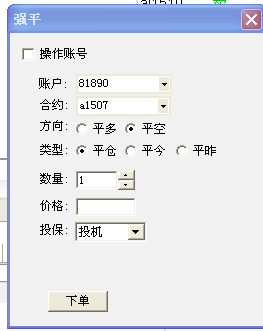 a1510
强平
操作账号
账户: 81890
合约: a1507
方向: 平多 平空
类型: 平仓 平今 平昨
数量: 1
价格:
投保: 投机
下单